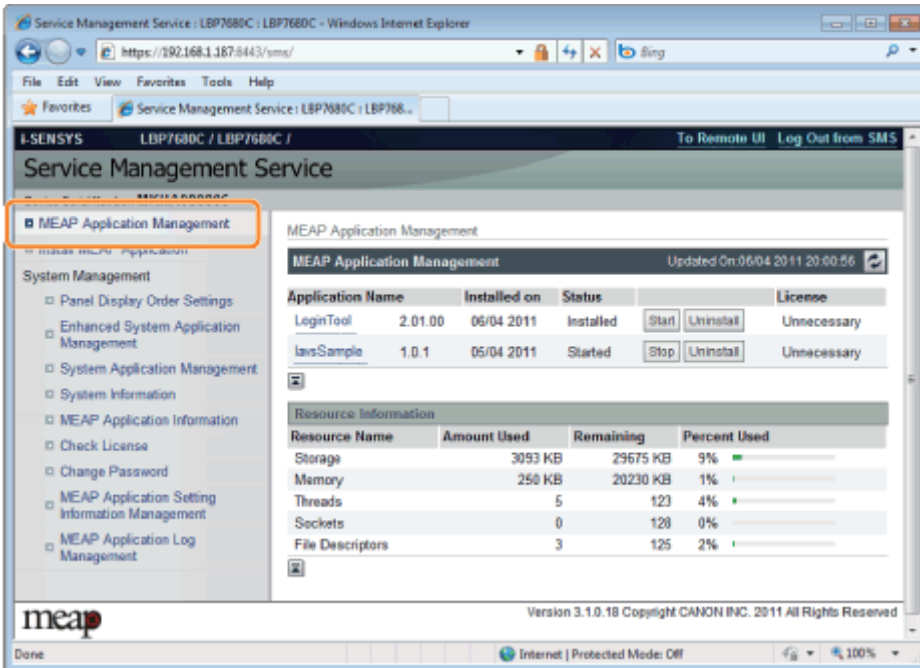 Service Management Service : LBP7680C : LBP7680C - Windows Internet Explorer
https://192.168.1.187:8443/sms/
Bing
File Edit View Favorites Tools Help
Favorites Service Management Service : LBP7680C : LBP768...
i-SENSYS LBP7680C / LBP7680C / To Remote UI Log Out from SMS
Service Management Service
MEAP Application Management
Install MEAP Application
System Management
Panel Display Order Settings
Enhanced System Application
Management
System Application Management
System Information
MEAP Application Information
Check License
Change Password
MEAP Application Setting
Information Management
MEAP Application Log
Management
MEAP Application Management
MEAP Application Management Updated On:06/04 2011 20:00:56
Application Name Installed on Status License
LoginTool 2.01.00 06/04 2011 Installed Start Uninstall Unnecessary
IavsSample 1.0.1 05/04 2011 Started Stop Uninstall Unnecessary
Resource Information
Resource Name Amount Used Remaining Percent Used
Storage 3093 KB 29675 KB 9%
Memory 250 KB 20230 KB 1%
Threads 5 123 4%
Sockets 0 128 0%
File Descriptors 3 125 2%
meap
Version 3.1.0.18 Copyright CANON INC. 2011 All Rights Reserved
Done Internet | Protected Mode: Off 100%